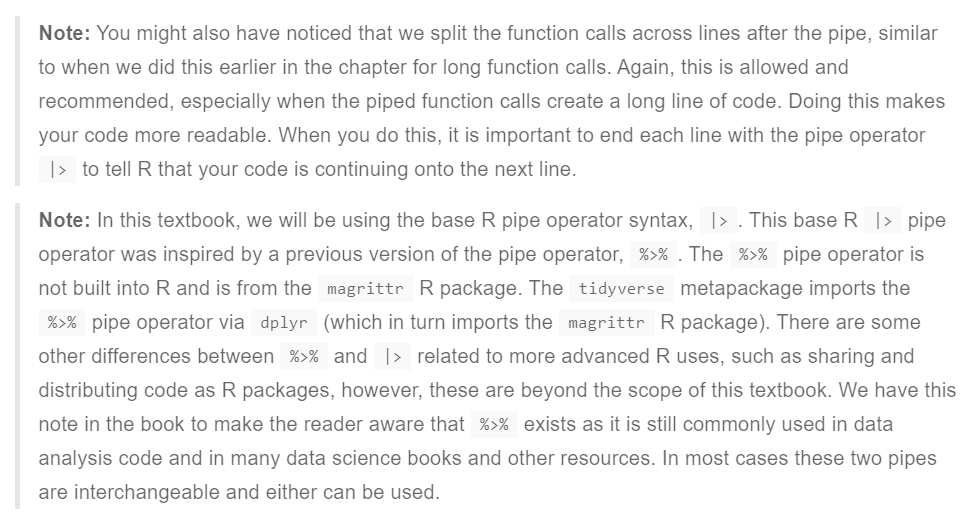 Note: You might also have noticed that we split the function calls across lines after the pipe, similar
to when we did this earlier in the chapter for long function calls. Again, this is allowed and
recommended, especially when the piped function calls create a long line of code. Doing this makes
your code more readable. When you do this, it is important to end each line with the pipe operator
|> to tell R that your code is continuing onto the next line.
Note: In this textbook, we will be using the base R pipe operator syntax, |> . This base R |> pipe
operator was inspired by a previous version of the pipe operator, %>% . The %>% pipe operator is
not built into R and is from the magrittr R package. The tidyverse metapackage imports the
%>% pipe operator via dplyr (which in turn imports the magrittr R package). There are some
other differences between %>% and |> related to more advanced R uses, such as sharing and
distributing code as R packages, however, these are beyond the scope of this textbook. We have this
note in the book to make the reader aware that %>% exists as it is still commonly used in data
analysis code and in many data science books and other resources. In most cases these two pipes
are interchangeable and either can be used.